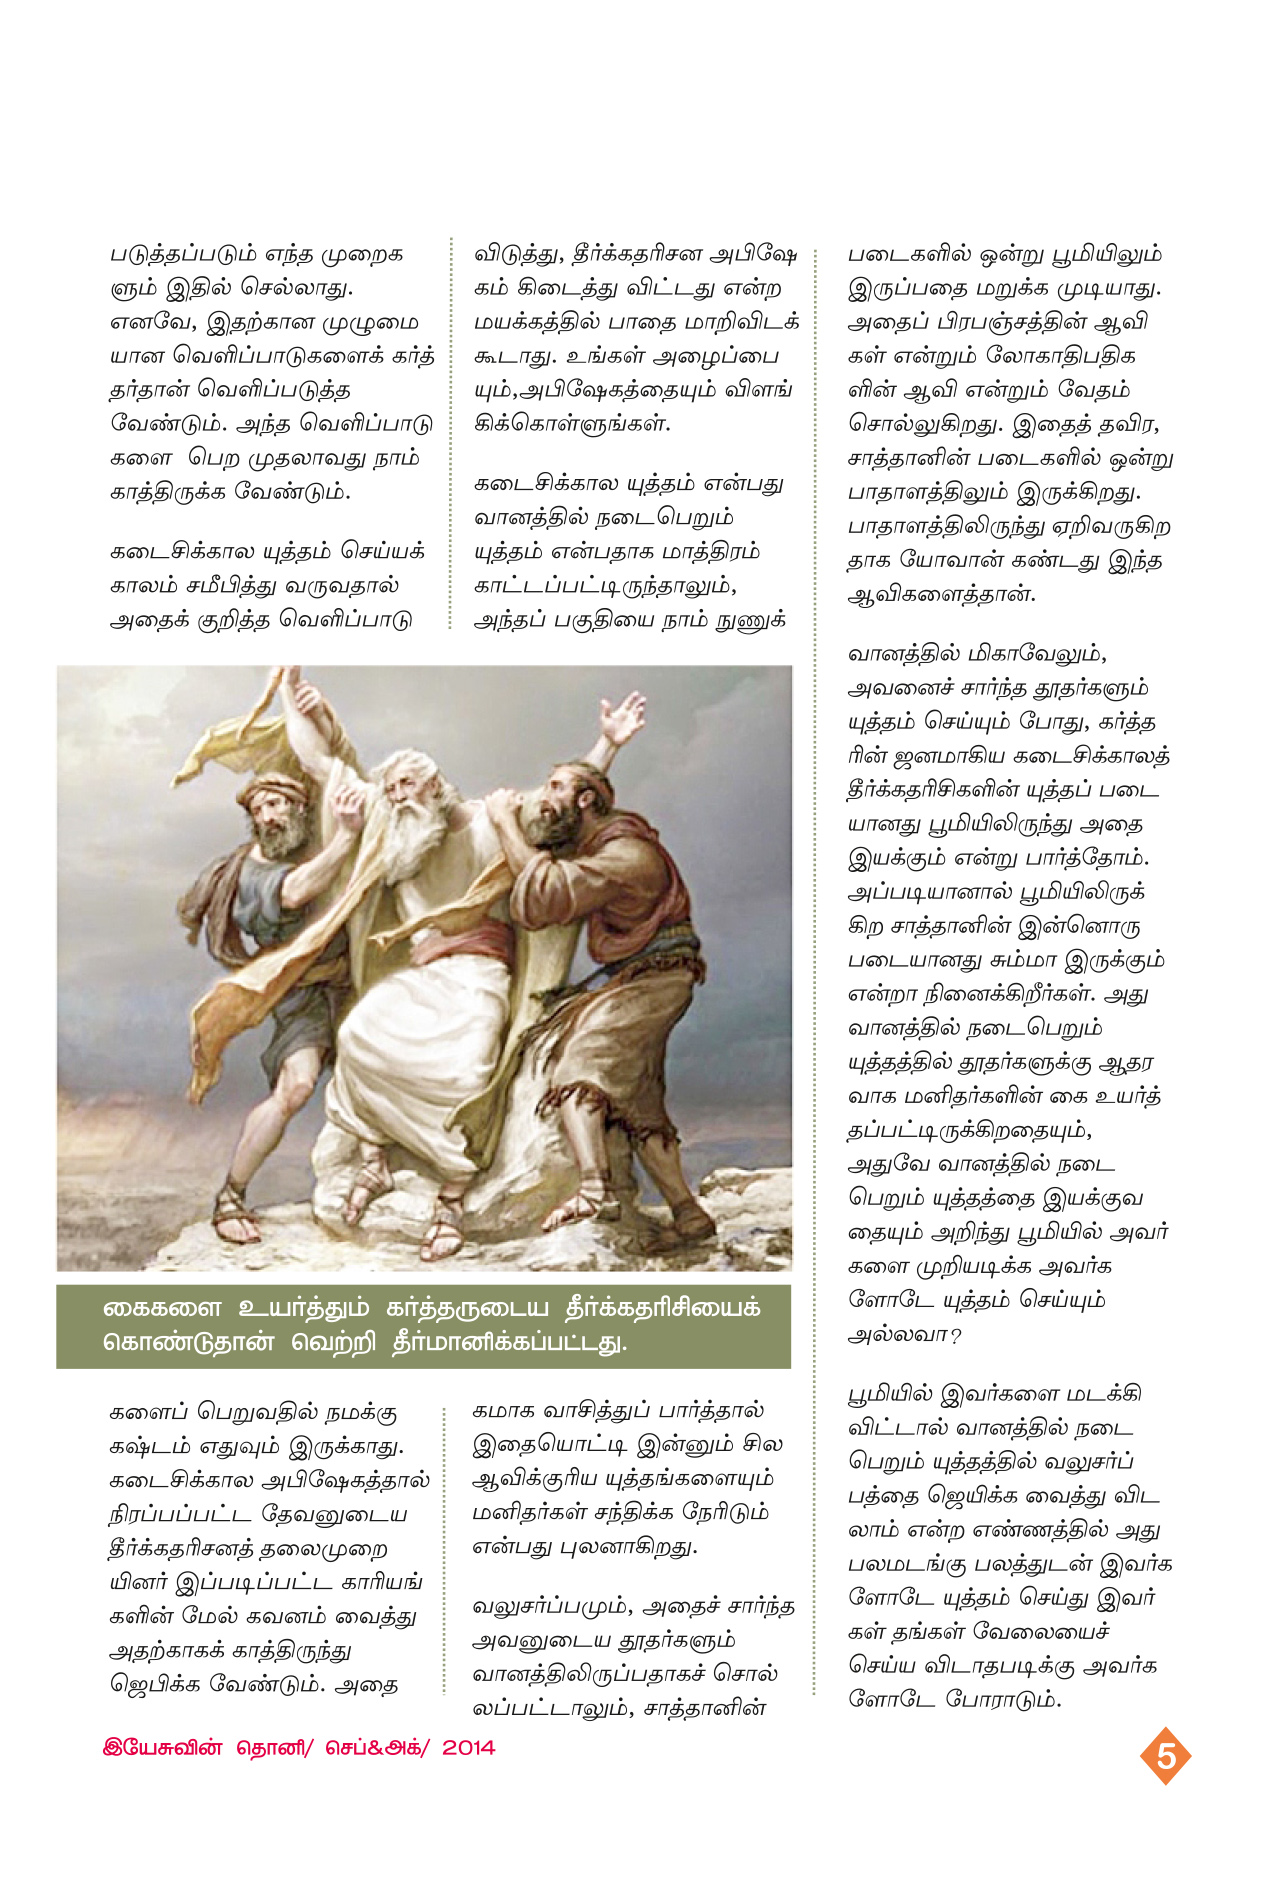 படுத்தப்படும் எந்த முறைக
ளும் இதில் செல்லாது.
எனவே, இதற்கான முழுமை
யான வெளிப்பாடுகளைக் கர்த்
தர்தான் வெளிப்படுத்த
வேண்டும். அந்த வெளிப்பாடு
களை பெற முதலாவது நாம்
காத்திருக்க வேண்டும்.
கடைசிக்கால யுத்தம் செய்யக்
காலம் சமீபித்து வருவதால்
அதைக் குறித்த வெளிப்பாடு
களைப் பெறுவதில் நமக்கு
கஷ்டம் எதுவும் இருக்காது.
கடைசிக்கால அபிஷேகத்தால்
நிரப்பப்பட்ட தேவனுடைய
தீர்க்கதரிசனத் தலைமுறை
யினர் இப்படிப்பட்ட காரியங்
களின் மேல் கவனம் வைத்து
அதற்காகக் காத்திருந்து
ஜெபிக்க வேண்டும். அதை
விடுத்து, தீர்க்கதரிசன அபிஷே
கம் கிடைத்து விட்டது என்ற
மயக்கத்தில் பாதை மாறிவிடக்
கூடாது. உங்கள் அழைப்பை
யும்,அபிஷேகத்தையும் விளங்
கிக்கொள்ளுங்கள்.
கடைசிக்கால யுத்தம் என்பது
வானத்தில் நடைபெறும்
யுத்தம் என்பதாக மாத்திரம்
காட்டப்பட்டிருந்தாலும்,
அந்தப் பகுதியை நாம் நுணுக்
கமாக வாசித்துப் பார்த்தால்
இதையொட்டி இன்னும் சில
ஆவிக்குரிய யுத்தங்களையும்
மனிதர்கள் சந்திக்க நேரிடும்
என்பது புலனாகிறது.
வலுசர்ப்பமும், அதைச் சார்ந்த
அவனுடைய தூதர்களும்
வானத்திலிருப்பதாகச் சொல்
லப்பட்டாலும், சாத்தானின்
படைகளில் ஒன்று பூமியிலும்
இருப்பதை மறுக்க முடியாது.
அதைப் பிரபஞ்சத்தின் ஆவி
கள் என்றும் லோகாதிபதிக
ளின் ஆவி என்றும் வேதம்
சொல்லுகிறது. இதைத் தவிர,
சாத்தானின் படைகளில் ஒன்று
பாதாளத்திலும் இருக்கிறது.
பாதாளத்திலிருந்து ஏறிவருகிற
தாக யோவான் கண்டது இந்த
ஆவிகளைத்தான்.
வானத்தில் மிகாவேலும்,
அவனைச் சார்ந்த தூதர்களும்
யுத்தம் செய்யும் போது, கர்த்த
ரின் ஜனமாகிய கடைசிக்காலத்
தீர்க்கதரிசிகளின் யுத்தப் படை
யானது பூமியிலிருந்து அதை
இயக்கும் என்று பார்த்தோம்.
அப்படியானால் பூமியிலிருக்
கிற சாத்தானின் இன்னொரு
படையானது சும்மா இருக்கும்
என்றா நினைக்கிறீர்கள். அது
வானத்தில் நடைபெறும்
யுத்தத்தில் தூதர்களுக்கு ஆதர
வாக மனிதர்களின் கை உயர்த்
தப்பட்டிருக்கிறதையும்,
அதுவே வானத்தில் நடை
பெறும் யுத்தத்தை இயக்குவ
தையும் அறிந்து பூமியில் அவர்
களை முறியடிக்க அவர்க
ளோடே யுத்தம் செய்யும்
அல்லவா?
பூமியில் இவர்களை மடக்கி
விட்டால் வானத்தில் நடை
பெறும் யுத்தத்தில் வலுசர்ப்
பத்தை ஜெயிக்க வைத்து விட
லாம் என்ற எண்ணத்தில் அது
பலமடங்கு பலத்துடன் இவர்க
ளோடே யுத்தம் செய்து இவர்
கள் தங்கள் வேலையைச்
செய்ய விடாதபடிக்கு அவர்க
ளோடே போராடும்.
கைகளை உயர்த்தும் கர்த்தருடைய தீர்க்கதரிசியைக்
கொண்டுதான் வெற்றி தீர்மானிக்கப்பட்டது.
இயேசுவின் தொனி/ செப்&அக்/ 2014
5